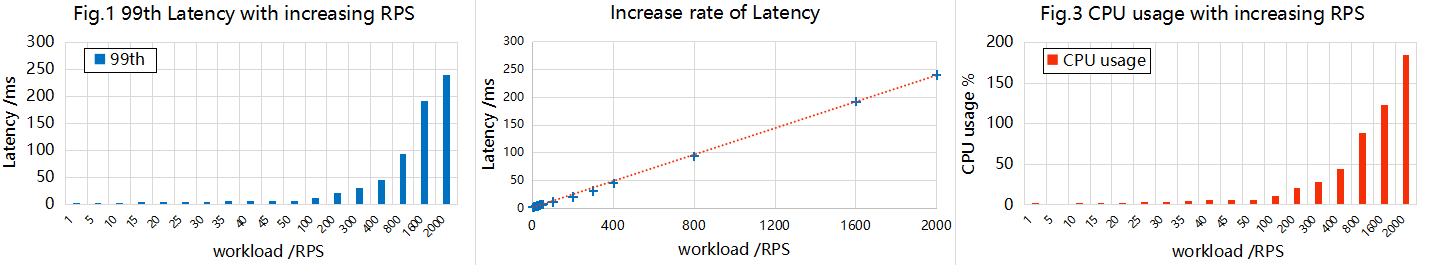 Fig.1 99th Latency with increasing RPS
300
250
200
150
100
50
0
Latency /ms
99th
1 5 10 15 20 25 30 35 40 45 50 100 200 300 400 800 1600 2000
workload /RPS
Increase rate of Latency
300
250
200
150
100
50
0
Latency /ms
0 400 800 1200 1600 2000
workload /RPS
Fig.3 CPU usage with increasing RPS
200
150
100
50
0
CPU usage %
CPU usage
1 5 10 15 20 25 30 35 40 45 50 100 200 300 400 800 1600 2000
workload /RPS